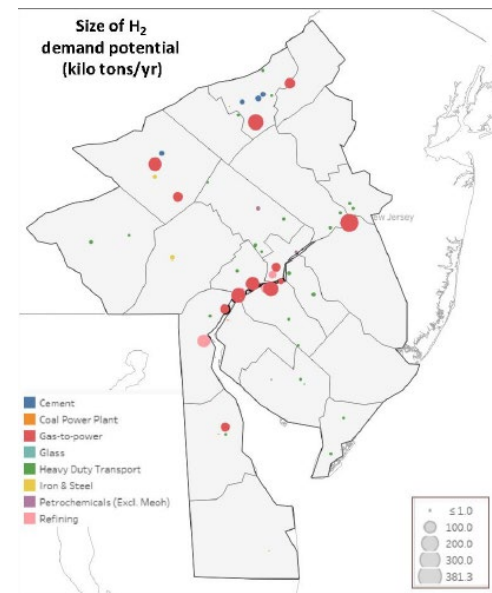 Size of H₂
demand potential
(kilo tons/yr)
New Jersey
Cement
Coal Power Plant
Gas-to-power
Glass
Heavy Duty Transport
Iron & Steel
Petrochemicals (Excl. Meoh)
Refining
≤ 1.0
100.0
200.0
300.0
381.3